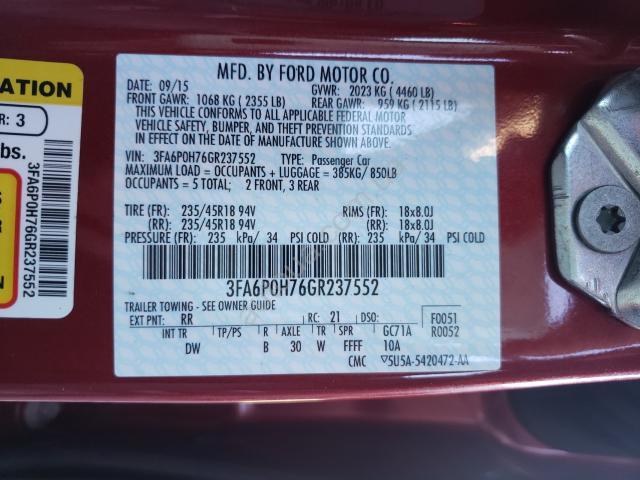 MFD. BY FORD MOTOR CO.
DATE: 09/15 GVWR: 2023 KG ( 4460 LB)
FRONT GAWR: 1068 KG ( 2355 LB) REAR GAWR: 959 KG ( 2115 LB)
THIS VEHICLE CONFORMS TO ALL APPLICABLE FEDERAL MOTOR
VEHICLE SAFETY, BUMPER, AND THEFT PREVENTION STANDARDS
IN EFFECT ON THE DATE OF MANUFACTURE SHOWN ABOVE.
VIN: 3FA6P0H76GR237552 TYPE: Passenger Car
MAXIMUM LOAD = OCCUPANTS + LUGGAGE = 385KG/ 850LB
OCCUPANTS = 5 TOTAL; 2 FRONT, 3 REAR
TIRE (FR): 235/45R18 94V RIMS (FR): 18x8.0J
(RR): 235/45R18 94V (RR): 18x8.0J
PRESSURE (FR): 235 kPa/ 34 PSI COLD (RR): 235 kPa/ 34 PSI COLD
3FA6P0H76GR237552
TRAILER TOWING - SEE OWNER GUIDE
EXT PNT: RR RC: 21 DSO: F0051
INT TR TP/PS R AXLE TR SPR GC71A R0052
DW B 30 W FFFF 10A
CMC 5U5A-5420472-AA
ATION
R: 3
bs.
3FA6P0H76GR237552